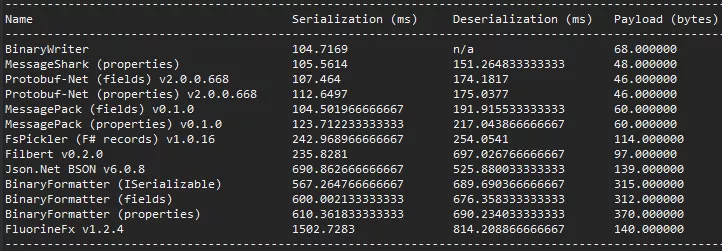 Name Serialization (ms) Deserialization (ms) Payload (bytes)
BinaryWriter 104.7169 n/a 68.000000
MessageShark (properties) 105.5614 151.264833333333 48.000000
Protobuf-Net (fields) v2.0.0.668 107.464 174.1817 46.000000
Protobuf-Net (properties) v2.0.0.668 112.6497 175.0377 46.000000
MessagePack (fields) v0.1.0 104.501966666667 191.915533333333 60.000000
MessagePack (properties) v0.1.0 123.712233333333 217.043866666667 60.000000
FsPickler (F# records) v1.0.16 242.968966666667 254.0541 114.000000
Filbert v0.2.0 235.8281 697.026766666667 97.000000
Json.Net BSON v6.0.8 690.862666666667 525.880033333333 139.000000
BinaryFormatter (ISerializable) 567.264766666667 689.690366666667 315.000000
BinaryFormatter (fields) 600.002133333333 676.358333333333 312.000000
BinaryFormatter (properties) 610.361833333333 690.234033333333 370.000000
FluorineFx v1.2.4 1502.7283 814.208866666667 140.000000